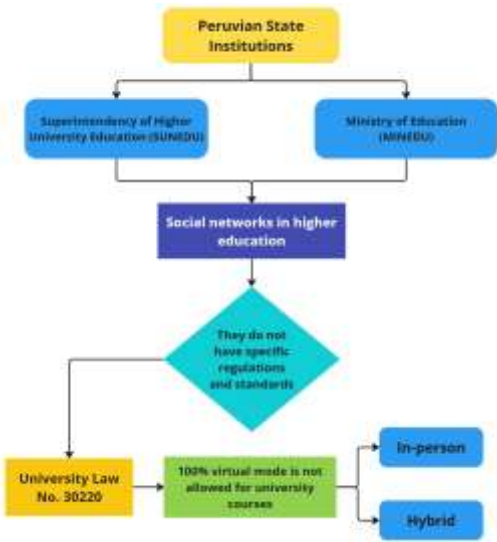 Peruvian State
Institutions
Superintendency of Higher
University Education (SUNEDU)
Ministry of Education
(MINEDU)
Social networks in higher
education
They do not
have specific
regulations
and standards
University Law
No. 30220
100% virtual mode is not
allowed for university
courses
In-person
Hybrid